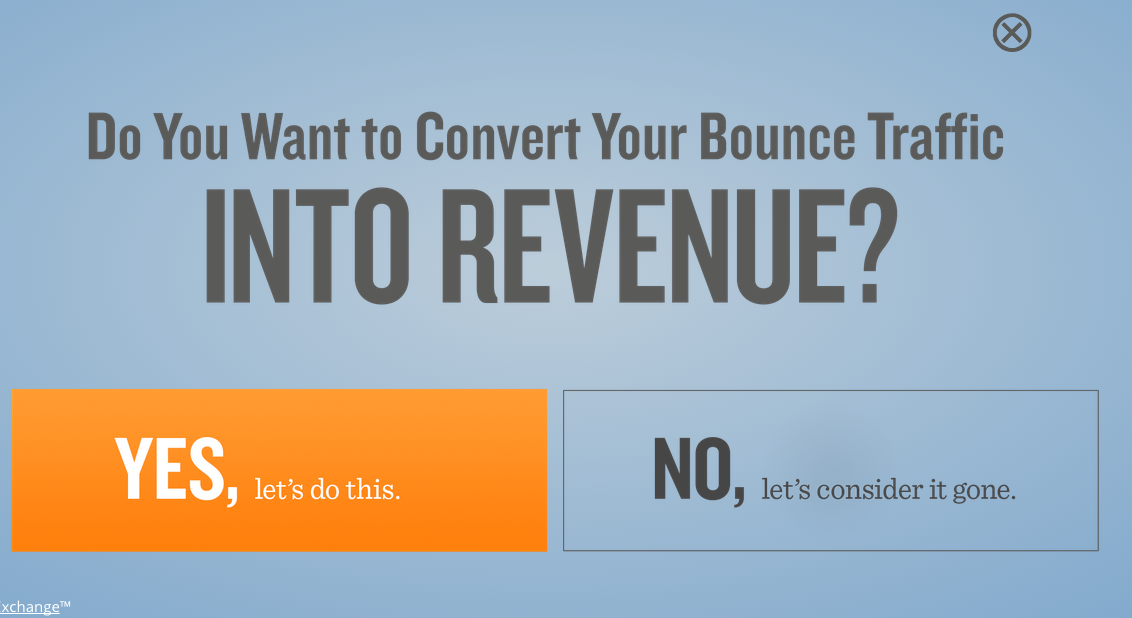 Do You Want to Convert Your Bounce Traffic
INTO REVENUE?
YES, let's do this.
NO, let's consider it gone.
xchange™